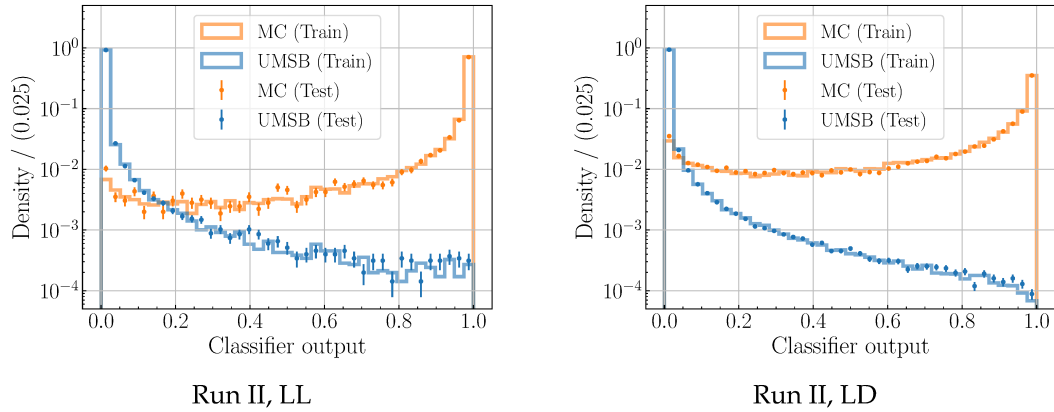 MC (Train)
UMSB (Train)
MC (Test)
UMSB (Test)
10^0
10^-1
10^-2
10^-3
10^-4
Density / (0.025)
0.0 0.2 0.4 0.6 0.8 1.0
Classifier output
Run II, LL
MC (Train)
UMSB (Train)
MC (Test)
UMSB (Test)
10^0
10^-1
10^-2
10^-3
10^-4
Density / (0.025)
0.0 0.2 0.4 0.6 0.8 1.0
Classifier output
Run II, LD